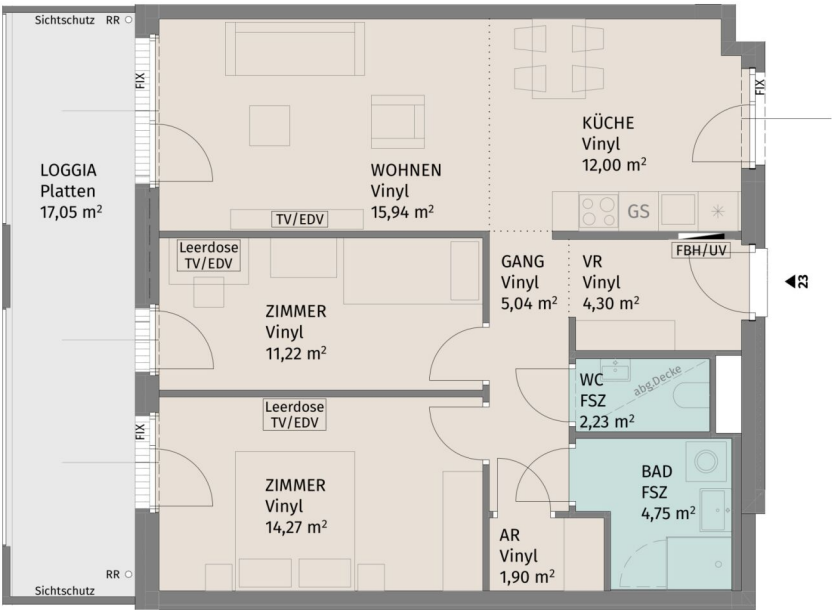 Sichtschutz RR
FIX
FIX
LOGGIA
Platten
17,05 m²
WOHNEN
Vinyl
15,94 m²
TV/EDV
KÜCHE
Vinyl
12,00 m²
GS
Leerdose
TV/EDV
ZIMMER
Vinyl
11,22 m²
GANG
Vinyl
5,04 m²
VR
Vinyl
4,30 m²
FBH/UV
23
WC
FSZ
2,23 m²
abg.Decke
FIX
Leerdose
TV/EDV
ZIMMER
Vinyl
14,27 m²
BAD
FSZ
4,75 m²
AR
Vinyl
1,90 m²
RR
Sichtschutz